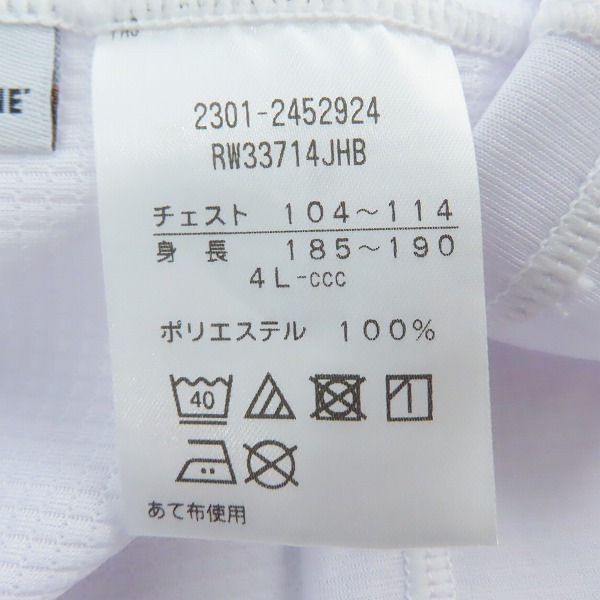 2301-2452924
RW33714JHB
チェスト 104～114
身長 185～190
4L-ccc
ポリエステル 100%
40
あて布使用